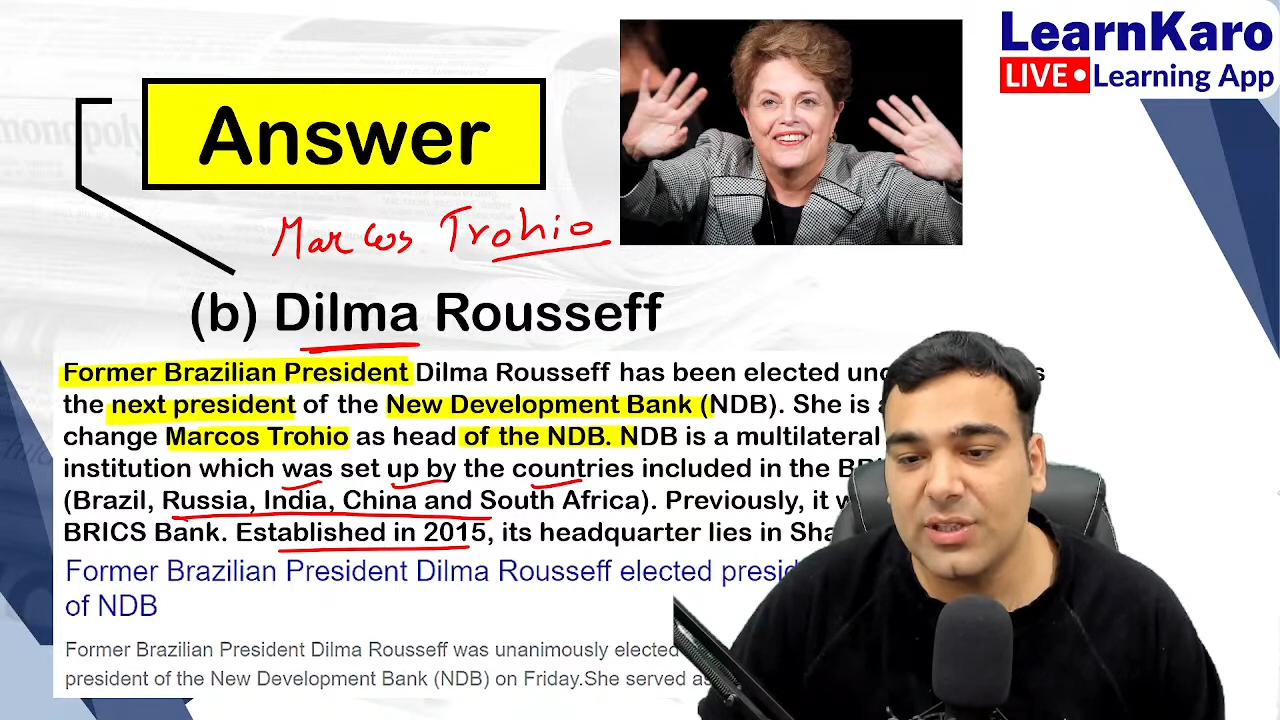 LearnKaro
LIVE Learning App
Answer
Marcos Trohio
(b) Dilma Rousseff
Former Brazilian President Dilma Rousseff has been elected
the next president of the New Development Bank (NDB). She is
change Marcos Trohio as head of the NDB. NDB is a multilateral
institution which was set up by the countries included in the
(Brazil, Russia, India, China and South Africa). Previously, it
BRICS Bank. Established in 2015, its headquarter lies in
Former Brazilian President Dilma Rousseff elected
of NDB
Former Brazilian President Dilma Rousseff was unanimously elected
president of the New Development Bank (NDB) on Friday.She served